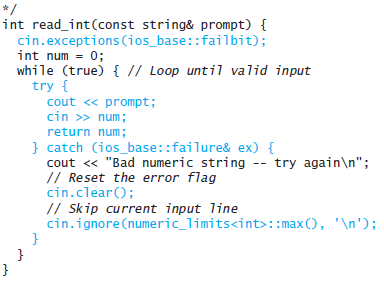 */
int read_int(const string& prompt) {
  cin.exceptions(ios_base::failbit);
  int num = 0;
  while (true) { // Loop until valid input
    try {
      cout << prompt;
      cin >> num;
      return num;
    } catch (ios_base::failure& ex) {
      cout << "Bad numeric string -- try again\n";
      // Reset the error flag
      cin.clear();
      // Skip current input line
      cin.ignore(numeric_limits<int>::max(), '\n');
    }
  }
}